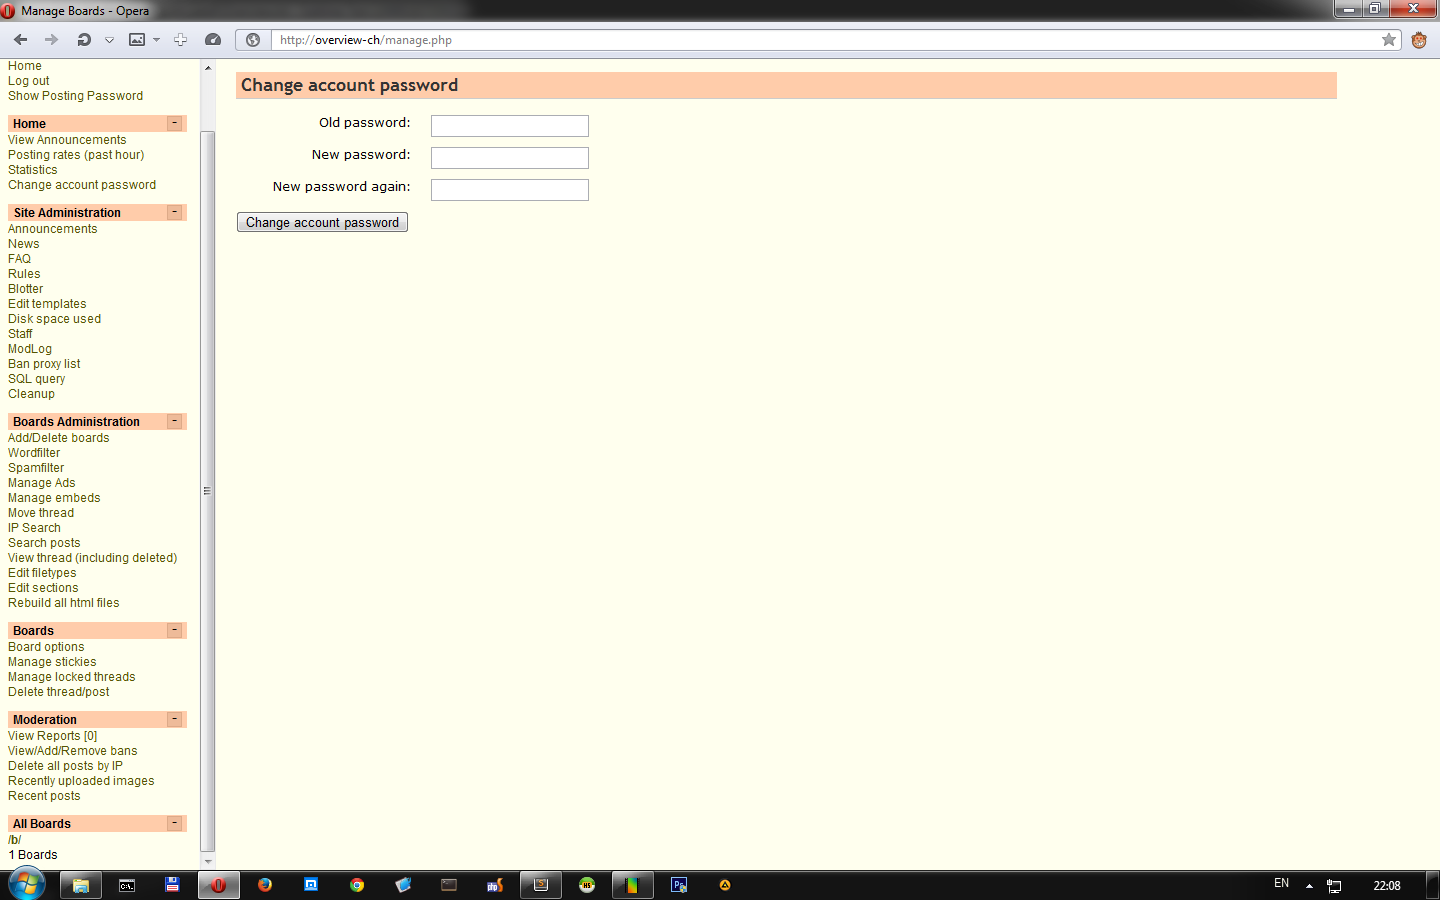 Manage Boards - Opera
http://overview-ch/manage.php
Home
Log out
Show Posting Password
Home
-
View Announcements
Posting rates (past hour)
Statistics
Change account password
Site Administration
-
Announcements
News
FAQ
Rules
Blotter
Edit templates
Disk space used
Staff
ModLog
Ban proxy list
SQL query
Cleanup
Boards Administration
-
Add/Delete boards
Wordfilter
Spamfilter
Manage Ads
Manage embeds
Move thread
IP Search
Search posts
View thread (including deleted)
Edit filetypes
Edit sections
Rebuild all html files
Boards
-
Board options
Manage stickies
Manage locked threads
Delete thread/post
Moderation
-
View Reports [0]
View/Add/Remove bans
Delete all posts by IP
Recently uploaded images
Recent posts
All Boards
-
/b/
1 Boards
Change account password
Old password:
New password:
New password again:
Change account password
C:\.
php
S
HS
EN
22:08